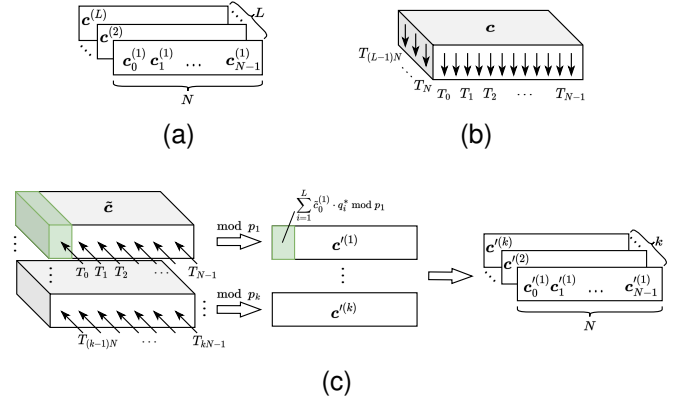 c^{(L)}
L
c^{(2)}
c_0^{(1)} c_1^{(1)} ... c_{N-1}^{(1)}
N
(a)
c
T_{(L-1)N}
...
T_N
T_0 T_1 T_2 ... T_{N-1}
(b)
c̃
T_0 T_1 T_2 ... T_{N-1}
mod p_1
\sum_{i=1}^{L} c̃_0^{(1)} · q_i^* mod p_1
c'^{(1)}
⋮
T_{(k-1)N} ... T_{kN-1}
mod p_k
c'^{(k)}
c'^{(k)}
k
c'^{(2)}
c'^{(1)}_0 c'^{(1)}_1 ... c'^{(1)}_{N-1}
N
(c)